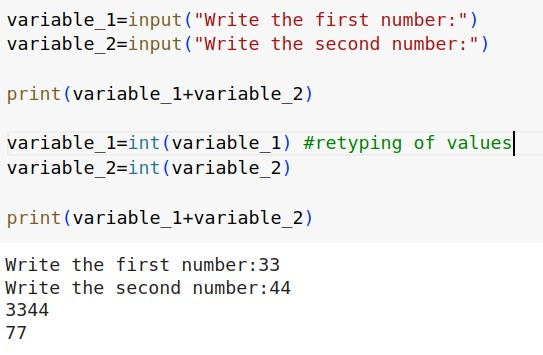 variable_1=input("Write the first number:")
variable_2=input("Write the second number:")
print(variable_1+variable_2)
variable_1=int(variable_1) #retyping of values
variable_2=int(variable_2)
print(variable_1+variable_2)
Write the first number:33
Write the second number:44
3344
77